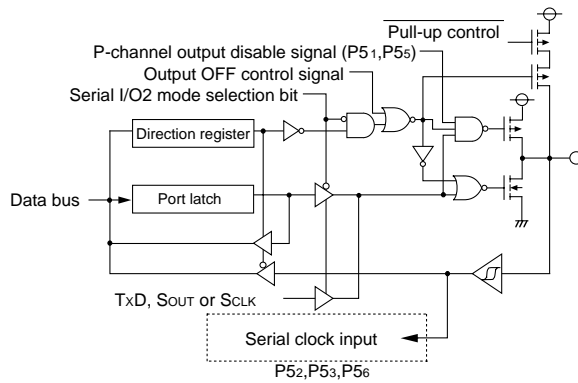 Pull-up control
P-channel output disable signal (P51,P55)
Output OFF control signal
Serial I/O2 mode selection bit
Direction register
Data bus
Port latch
TXD, SOUT or SCLK
Serial clock input
P52,P53,P56